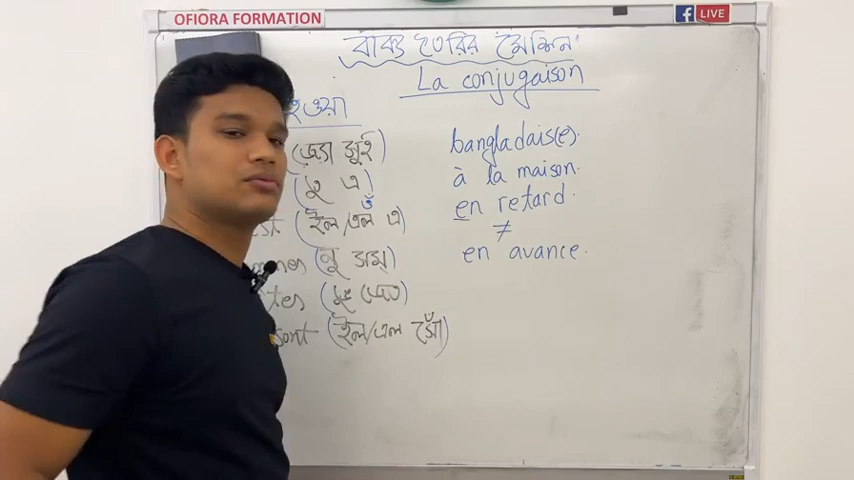 OFIORA FORMATION
LIVE
বাক্য তৈরির মেশিন
La conjugaison
হওয়া
(জো সুই)
(তু এ)
est (ইল/এল এ)
(নু সম্)
tes
sont (ইল/এল সোঁ)
bangladais(e).
à la maison.
en retard.
≠
en avance.